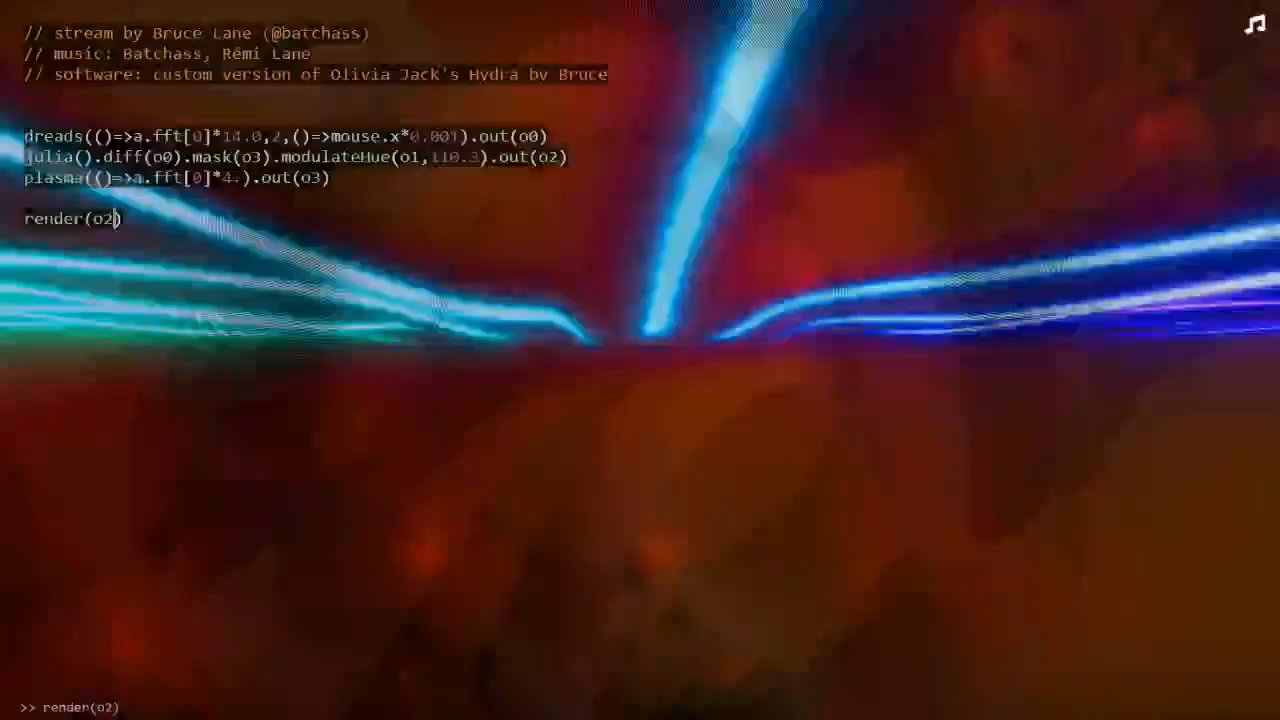 // stream by Bruce Lane (@batchass)
// music: Batchass, Rémi Lane
// software: custom version of Olivia Jack's Hydra by Bruce
dreads(()=>a.fft[0]*14.0,2,()=>mouse.x*0.001).out(o0)
julia().diff(o0).mask(o3).modulateHue(o1,110.3).out(o2)
plasma(()=>a.fft[0]*4.).out(o3)
render(o2)
>> render(o2)